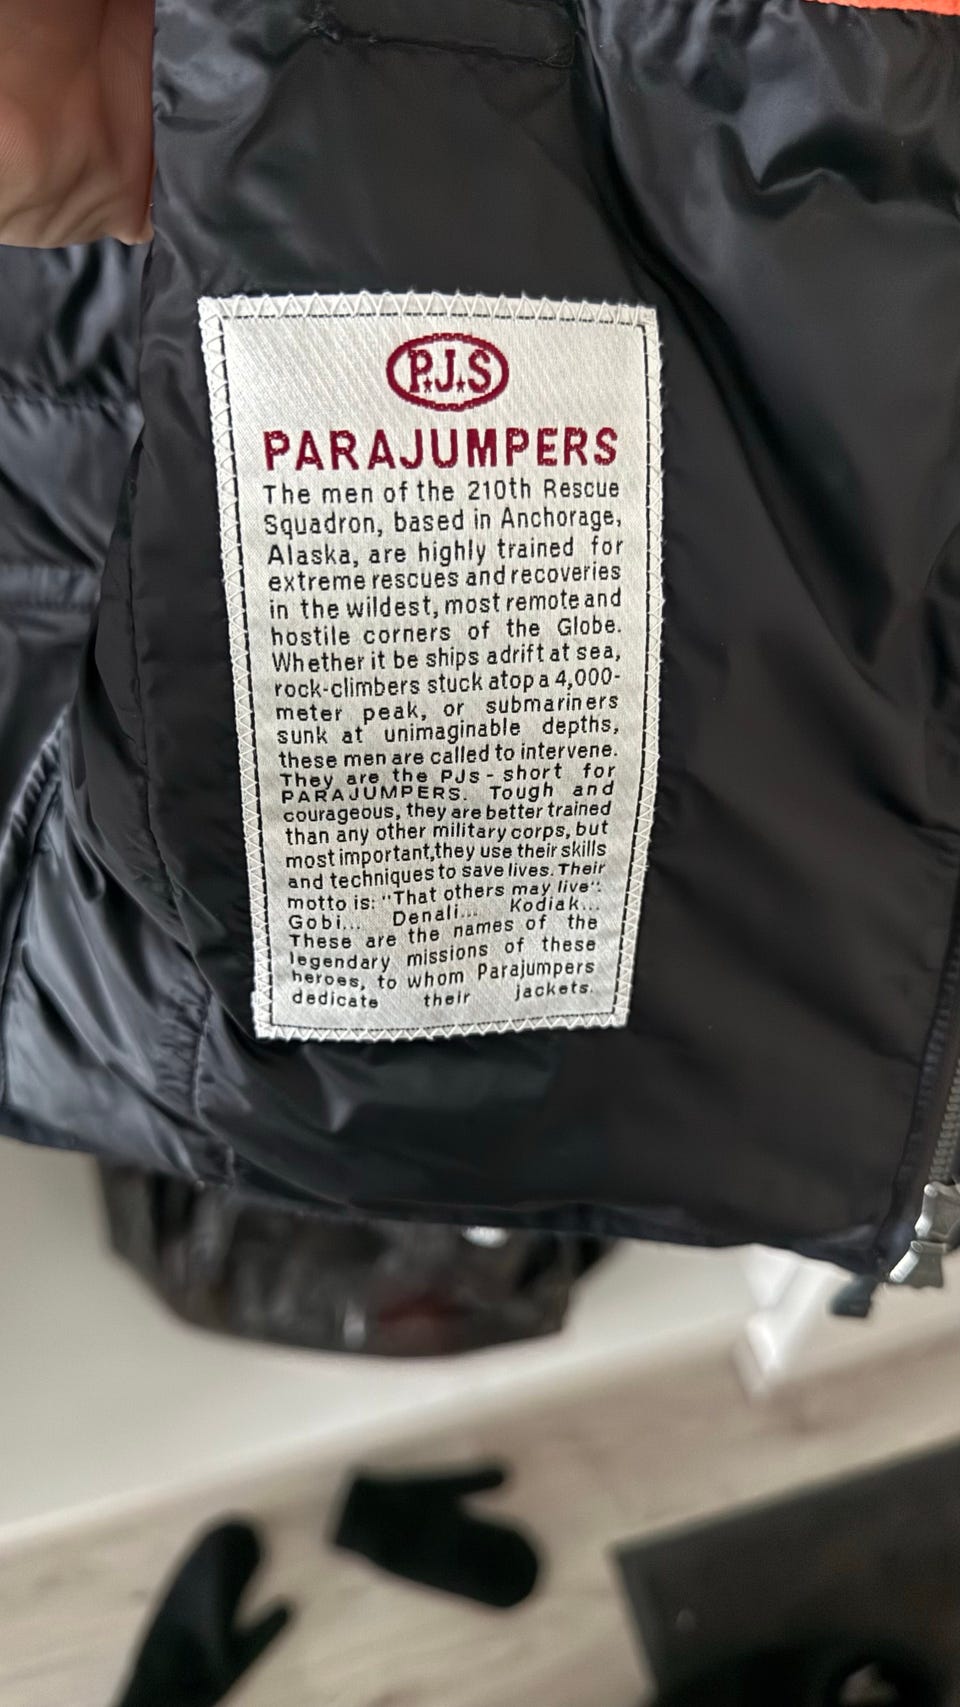 P.J.S
PARAJUMPERS
The men of the 210th Rescue
Squadron, based in Anchorage,
Alaska, are highly trained for
extreme rescues and recoveries
in the wildest, most remote and
hostile corners of the Globe.
Whether it be ships adrift at sea,
rock-climbers stuck atop a 4,000-
meter peak, or submariners
sunk at unimaginable depths,
these men are called to intervene.
They are the PJs - short for
PARAJUMPERS. Tough and
courageous, they are better trained
than any other military corps, but
most important,they use their skills
and techniques to save lives. Their
motto is: "That others may live":
Gobi... Denali... Kodiak...
These are the names of the
legendary missions of these
heroes, to whom Parajumpers
dedicate their jackets.